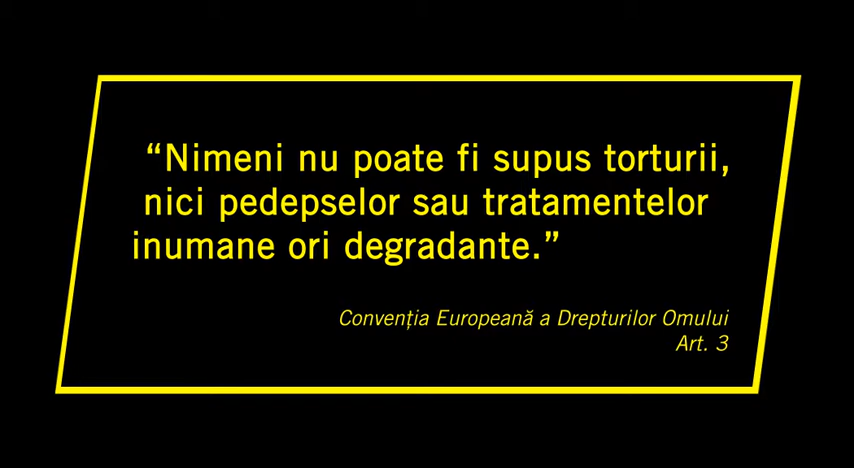 “Nimeni nu poate fi supus torturii,
nici pedepselor sau tratamentelor
inumane ori degradante.”
Convenția Europeană a Drepturilor Omului
Art. 3